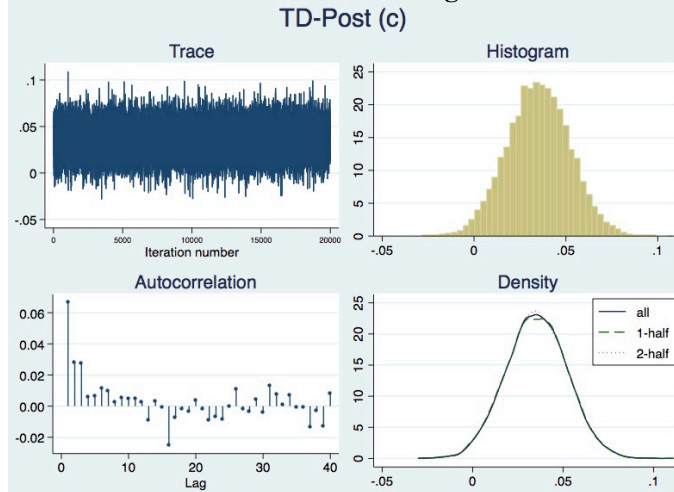 TD-Post (c)
Trace
.1
.05
0
-.05
0 5000 10000 15000 20000
Iteration number
Histogram
25
20
15
10
5
0
-.05 0 .05 .1
Autocorrelation
0.06
0.04
0.02
0.00
-0.02
0 10 20 30 40
Lag
Density
25
20
15
10
5
0
all
1-half
2-half
-.05 0 .05 .1